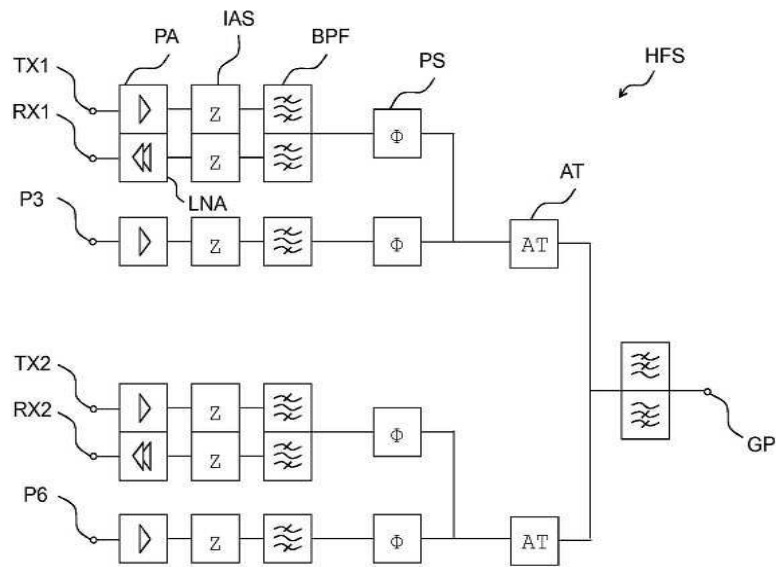 IAS
PA
BPF
PS
HFS
TX1
RX1
Z
Z
Φ
LNA
P3
AT
Z
Φ
AT
TX2
RX2
Z
Z
Φ
GP
P6
Z
Φ
AT